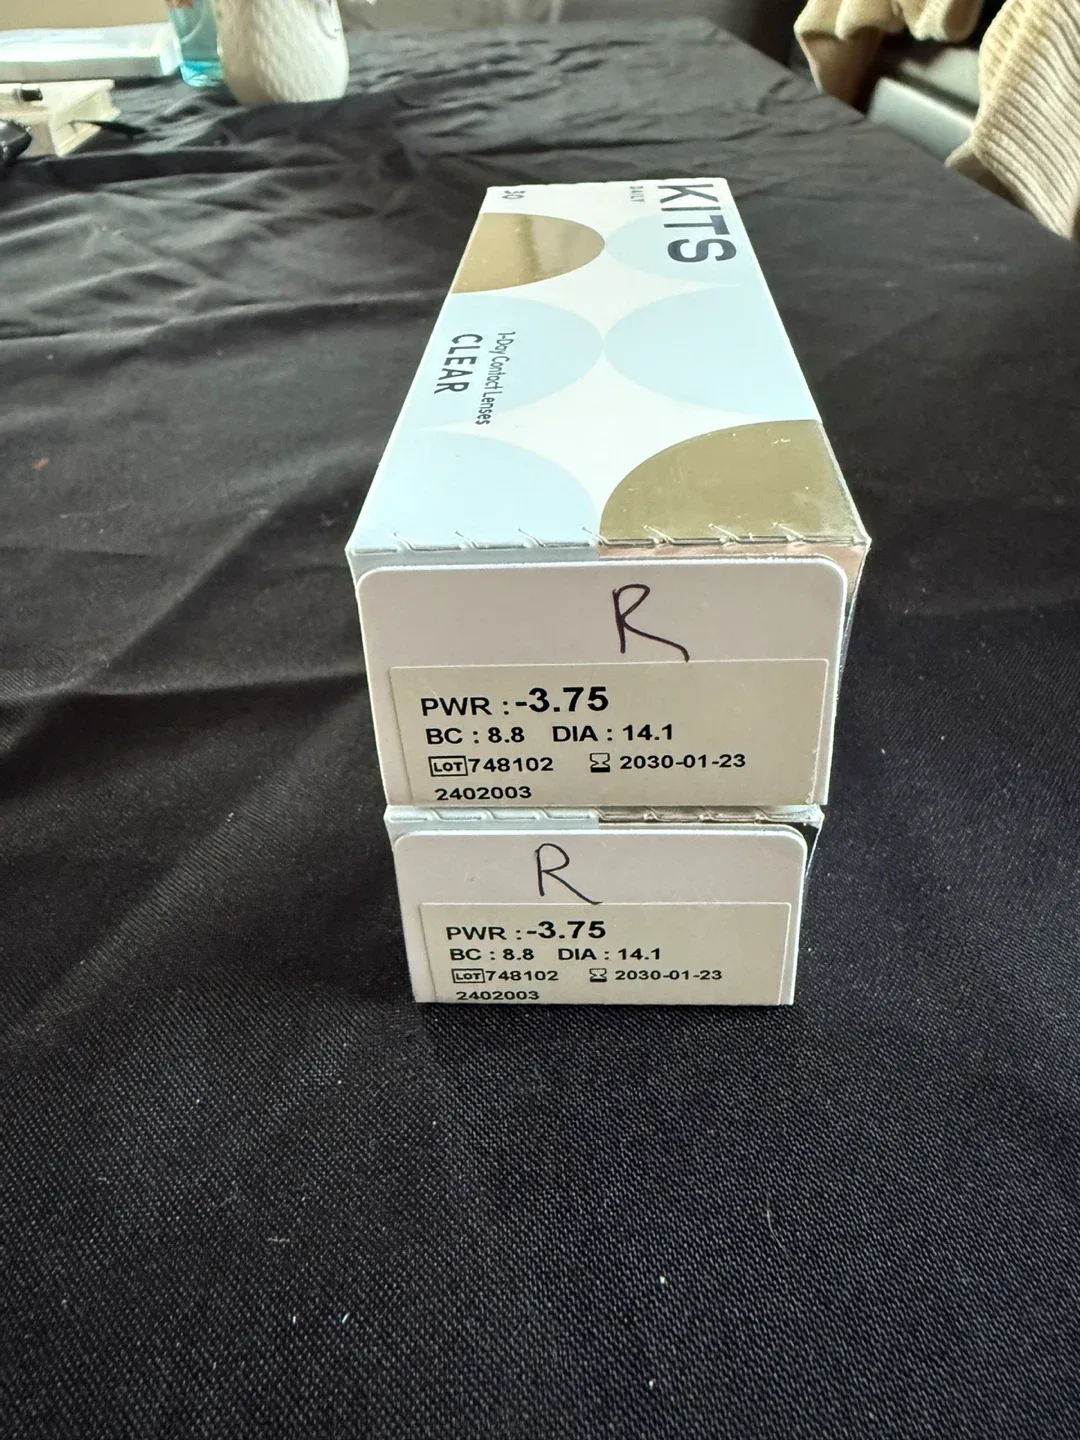 KITS
DAILY
30
1-Day Contact Lenses
CLEAR
R
PWR : -3.75
BC : 8.8 DIA : 14.1
LOT 748102 2030-01-23
2402003
R
PWR : -3.75
BC : 8.8 DIA : 14.1
LOT 748102 2030-01-23
2402003